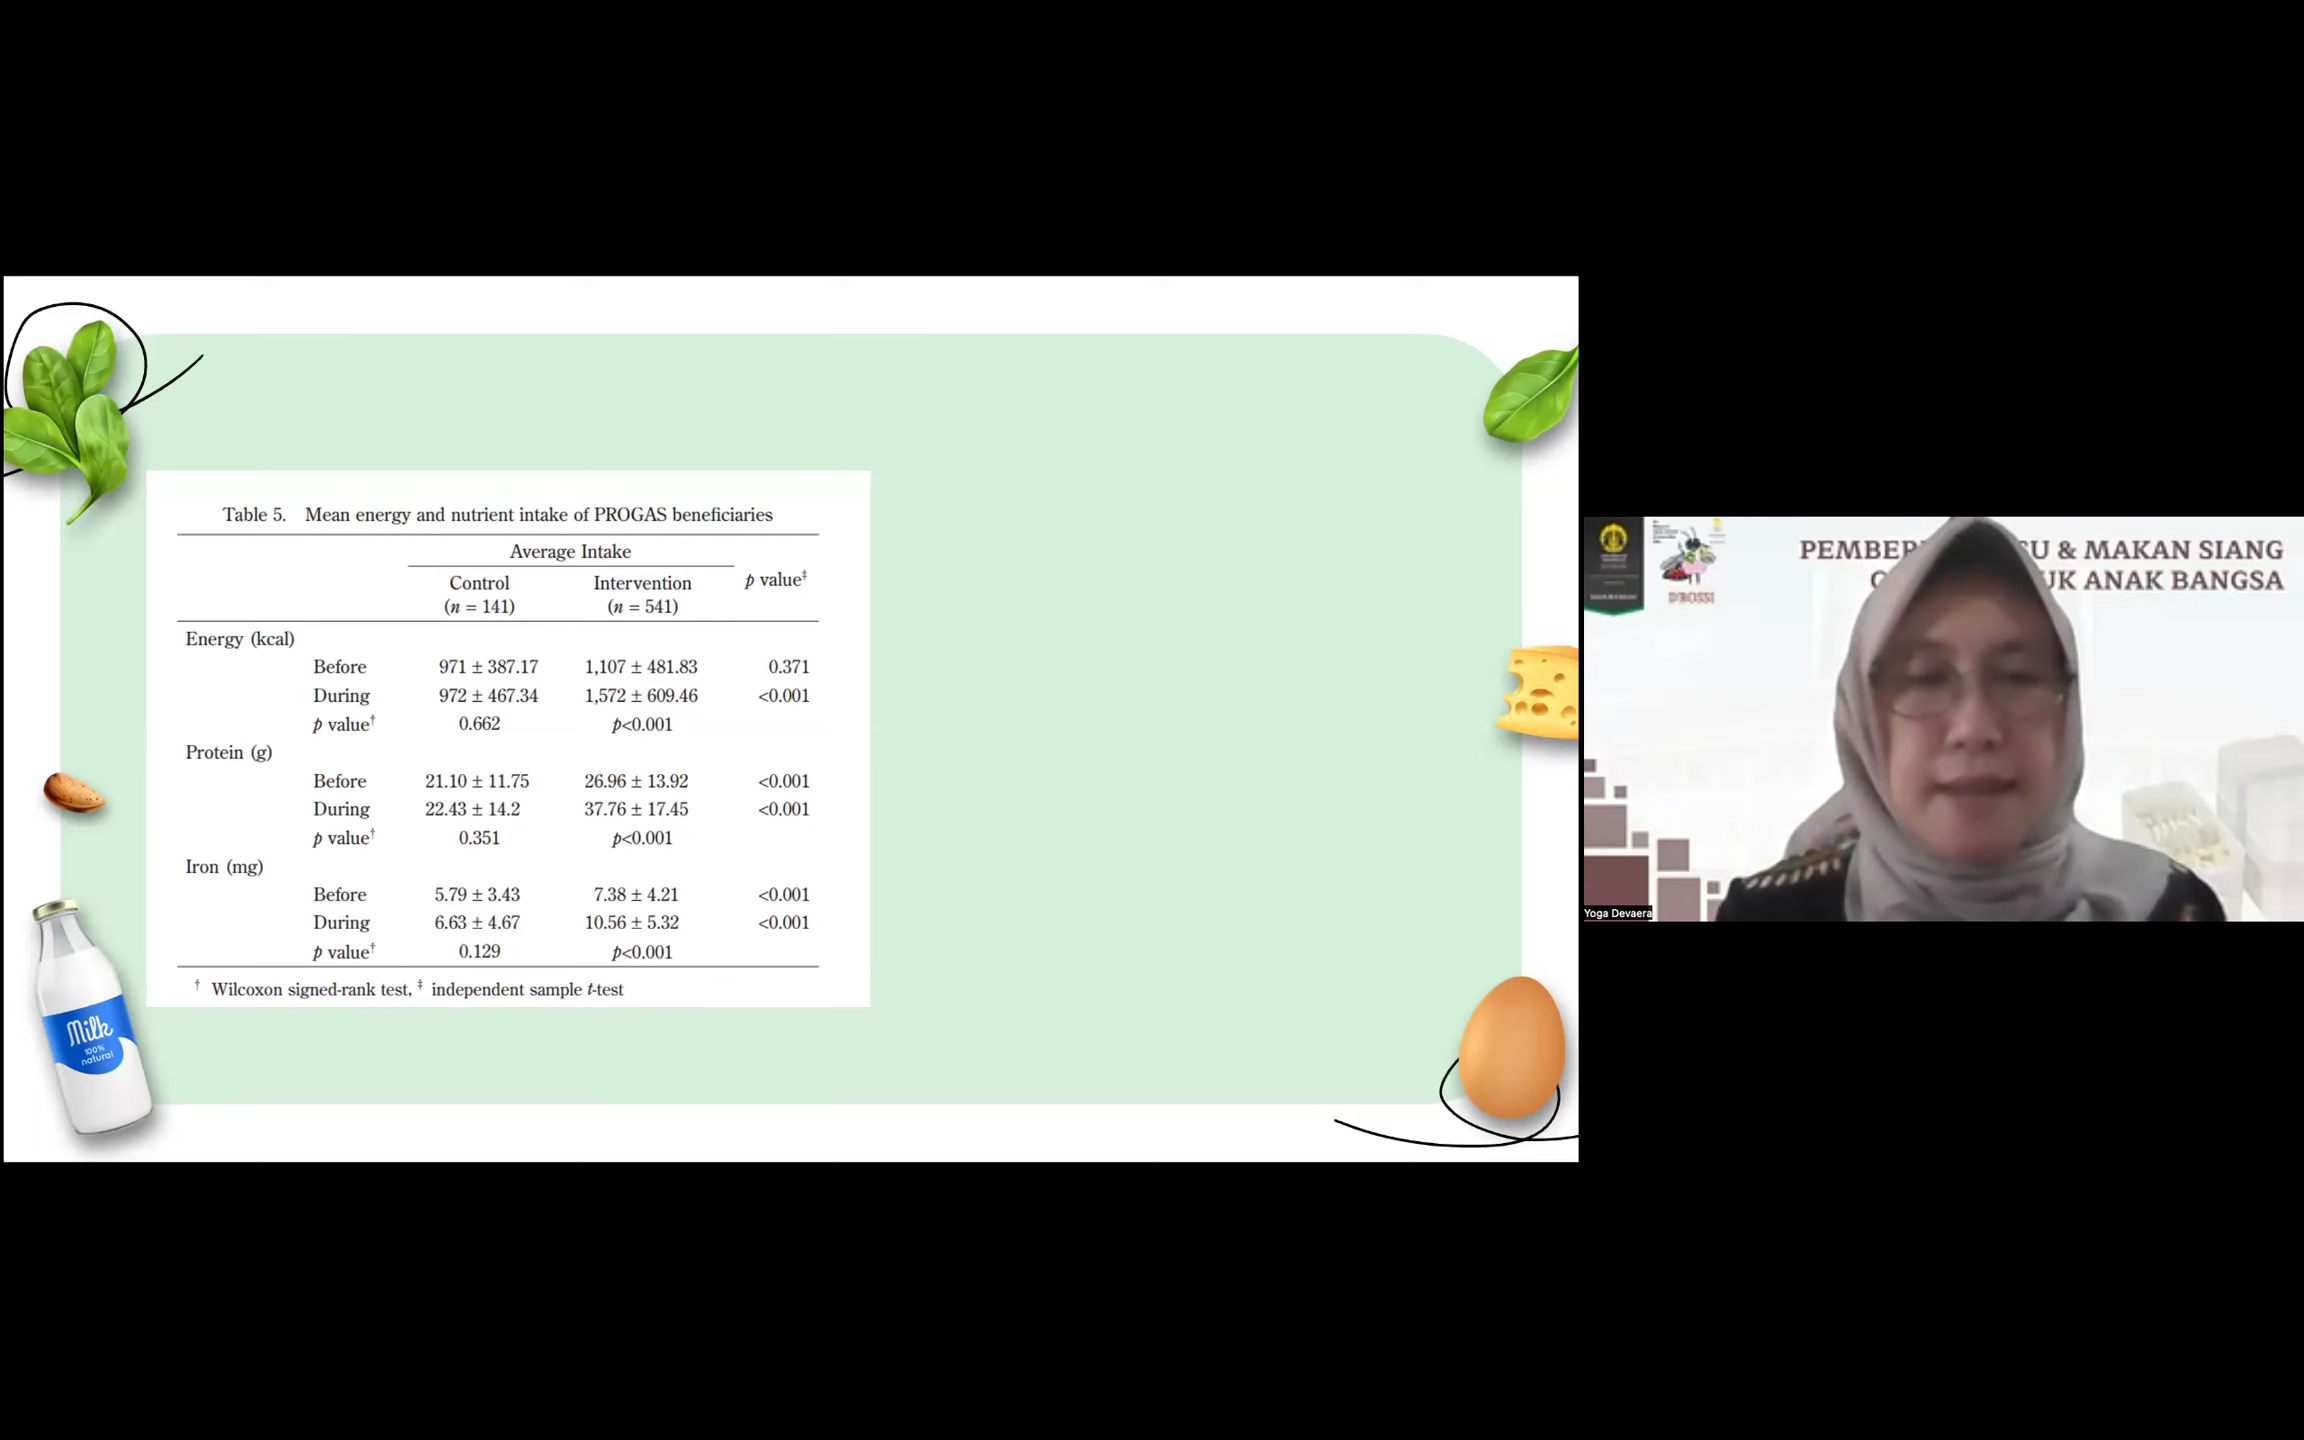 Table 5. Mean energy and nutrient intake of PROGAS beneficiaries
Average Intake
Control Intervention p value‡
(n = 141) (n = 541)
Energy (kcal)
Before 971 ± 387.17 1,107 ± 481.83 0.371
During 972 ± 467.34 1,572 ± 609.46 <0.001
p value† 0.662 p<0.001
Protein (g)
Before 21.10 ± 11.75 26.96 ± 13.92 <0.001
During 22.43 ± 14.2 37.76 ± 17.45 <0.001
p value† 0.351 p<0.001
Iron (mg)
Before 5.79 ± 3.43 7.38 ± 4.21 <0.001
During 6.63 ± 4.67 10.56 ± 5.32 <0.001
p value† 0.129 p<0.001
† Wilcoxon signed-rank test, ‡ independent sample t-test
Milk
100%
natural
PEMBER U & MAKAN SIANG
UK ANAK BANGSA
D'ROSSI
Yoga Devaera